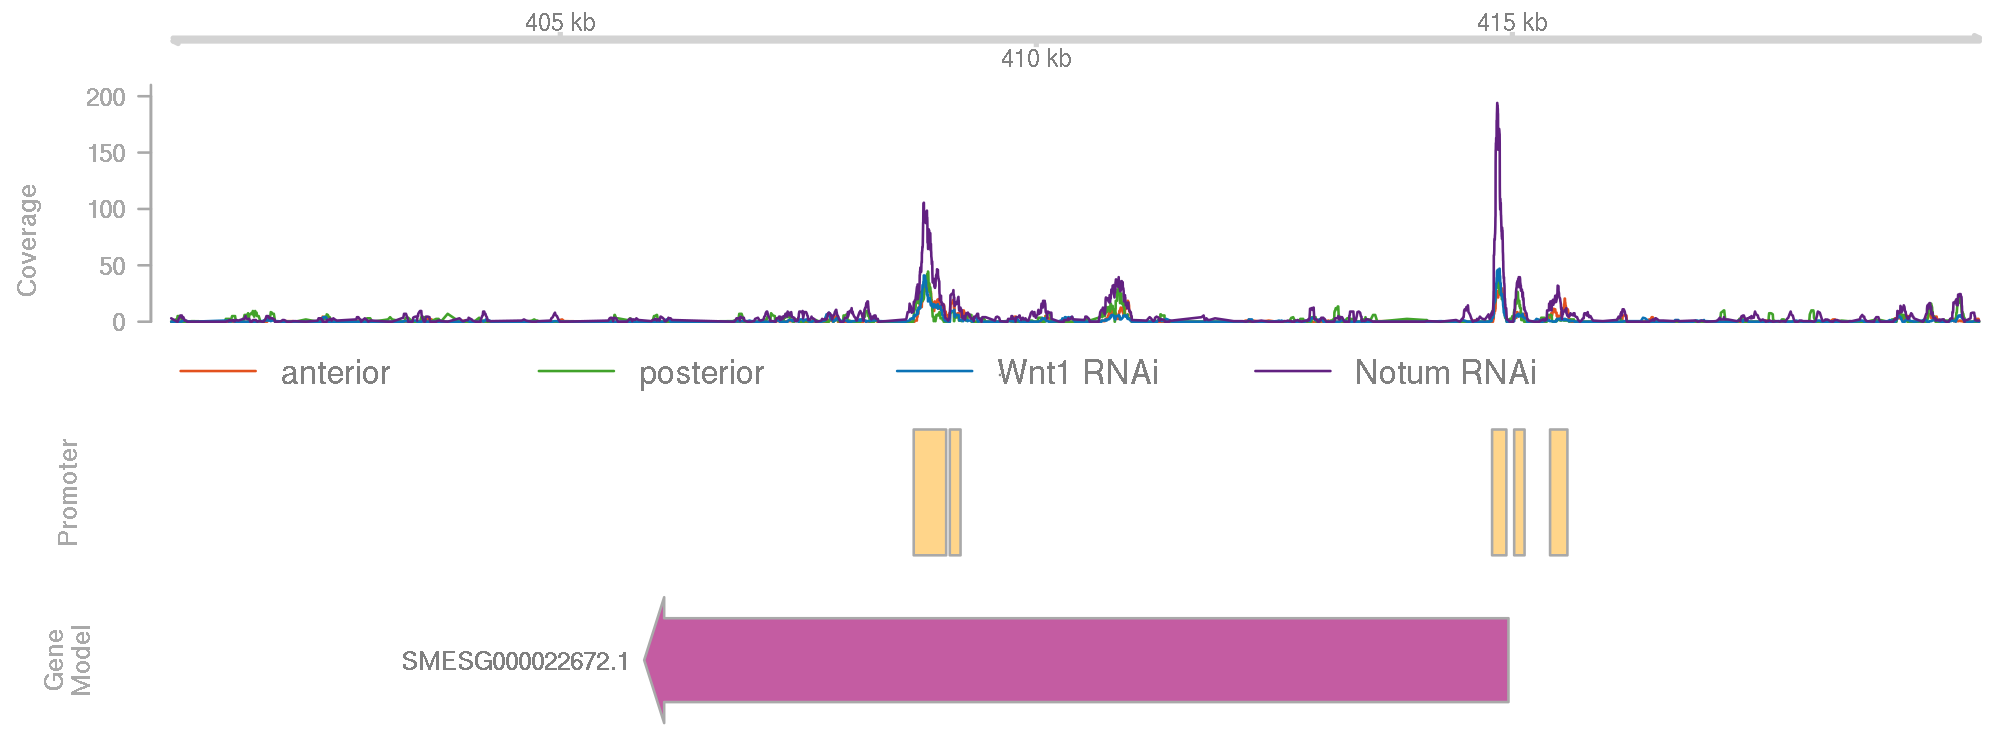 405 kb
415 kb
410 kb
200
150
100
50
0
Coverage
anterior posterior Wnt1 RNAi Notum RNAi
Promoter
Gene
Model
SMESG000022672.1